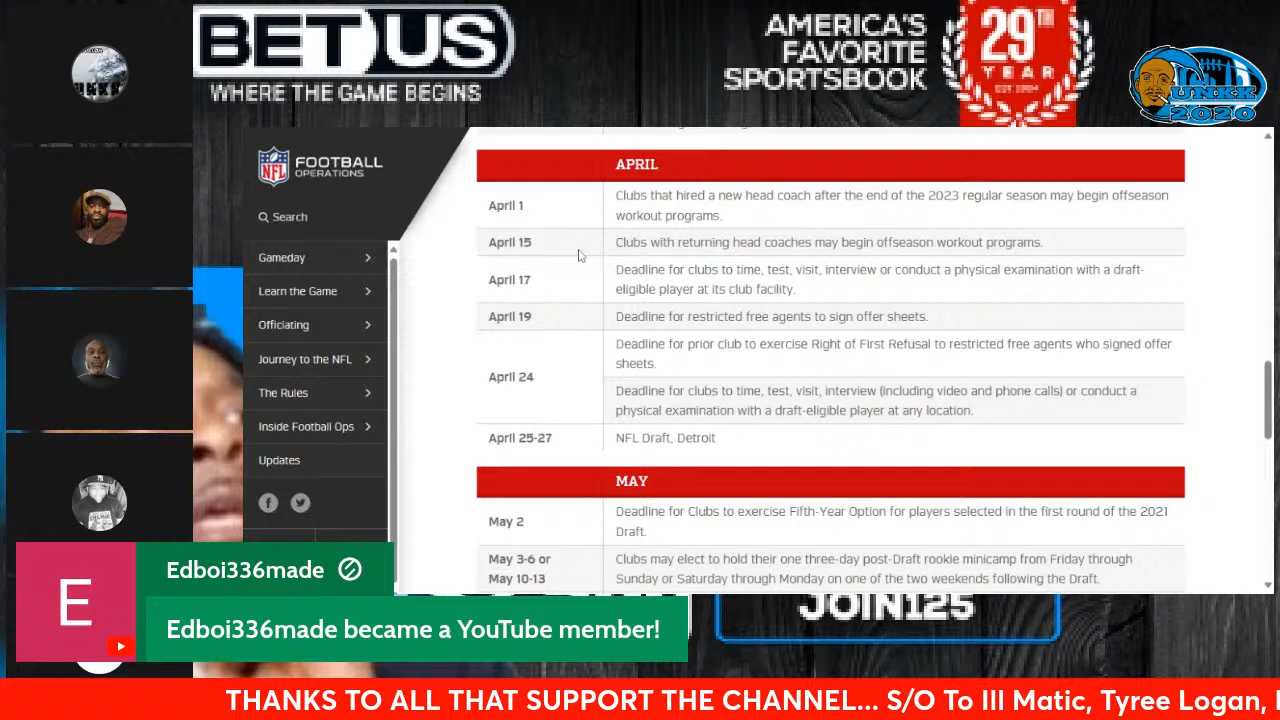 BETUS
WHERE THE GAME BEGINS
AMERICA'S
FAVORITE
SPORTSBOOK
29TH
YEAR
UNKK
2020
NFL
FOOTBALL
OPERATIONS
Search
Gameday
Learn the Game
Officiating
Journey to the NFL
The Rules
Inside Football Ops
Updates
APRIL
April 1
Clubs that hired a new head coach after the end of the 2023 regular season may begin offseason
workout programs.
April 15
Clubs with returning head coaches may begin offseason workout programs.
April 17
Deadline for clubs to time, test, visit, interview or conduct a physical examination with a draft-
eligible player at its club facility.
April 19
Deadline for restricted free agents to sign offer sheets.
April 24
Deadline for prior club to exercise Right of First Refusal to restricted free agents who signed offer
sheets.
Deadline for clubs to time, test, visit, interview (including video and phone calls) or conduct a
physical examination with a draft-eligible player at any location.
April 25-27
NFL Draft, Detroit
MAY
May 2
Deadline for Clubs to exercise Fifth-Year Option for players selected in the first round of the 2021
Draft.
May 3-6 or
May 10-13
Clubs may elect to hold their one three-day post-Draft rookie minicamp from Friday through
Sunday or Saturday through Monday on one of the two weekends following the Draft.
E
Edboi336made
Edboi336made became a YouTube member!
JOIN125
THANKS TO ALL THAT SUPPORT THE CHANNEL... S/O To Ill Matic, Tyree Logan,